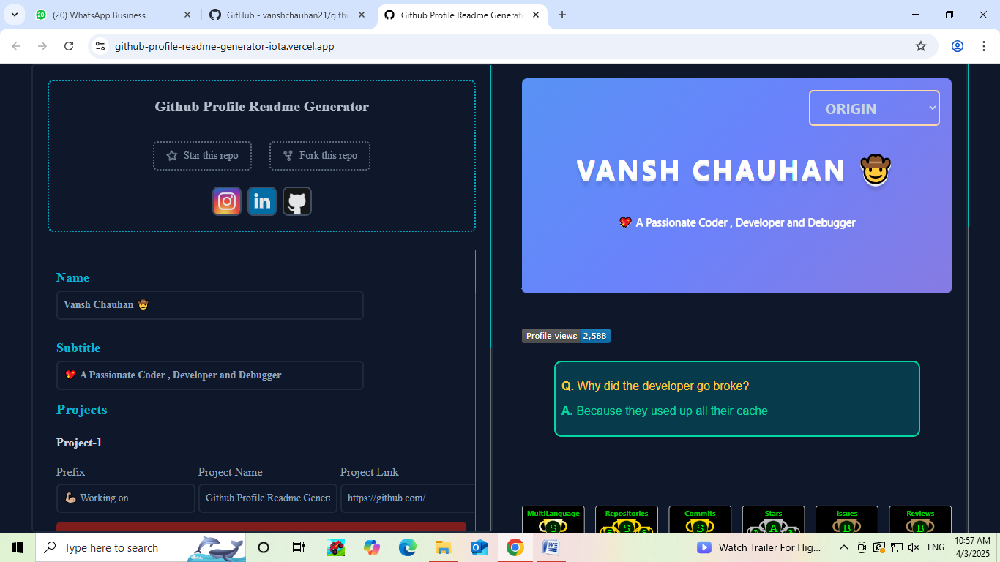 (20) WhatsApp Business
GitHub - vanshchauhan21/githu
Github Profile Readme Generato
github-profile-readme-generator-iota.vercel.app
Github Profile Readme Generator
Star this repo
Fork this repo
Name
Vansh Chauhan 🤠
Subtitle
💖 A Passionate Coder , Developer and Debugger
Projects
Project-1
Prefix Project Name Project Link
💪🏼 Working on Github Profile Readme Genera https://github.com/
ORIGIN
VANSH CHAUHAN 🤠
💖 A Passionate Coder , Developer and Debugger
Profile views 2,588
Q. Why did the developer go broke?
A. Because they used up all their cache
MultiLanguage Repositories Commits Stars Issues Reviews
S S S S S A A B B
Type here to search
Watch Trailer For Hig...
ENG
10:57 AM
4/3/2025